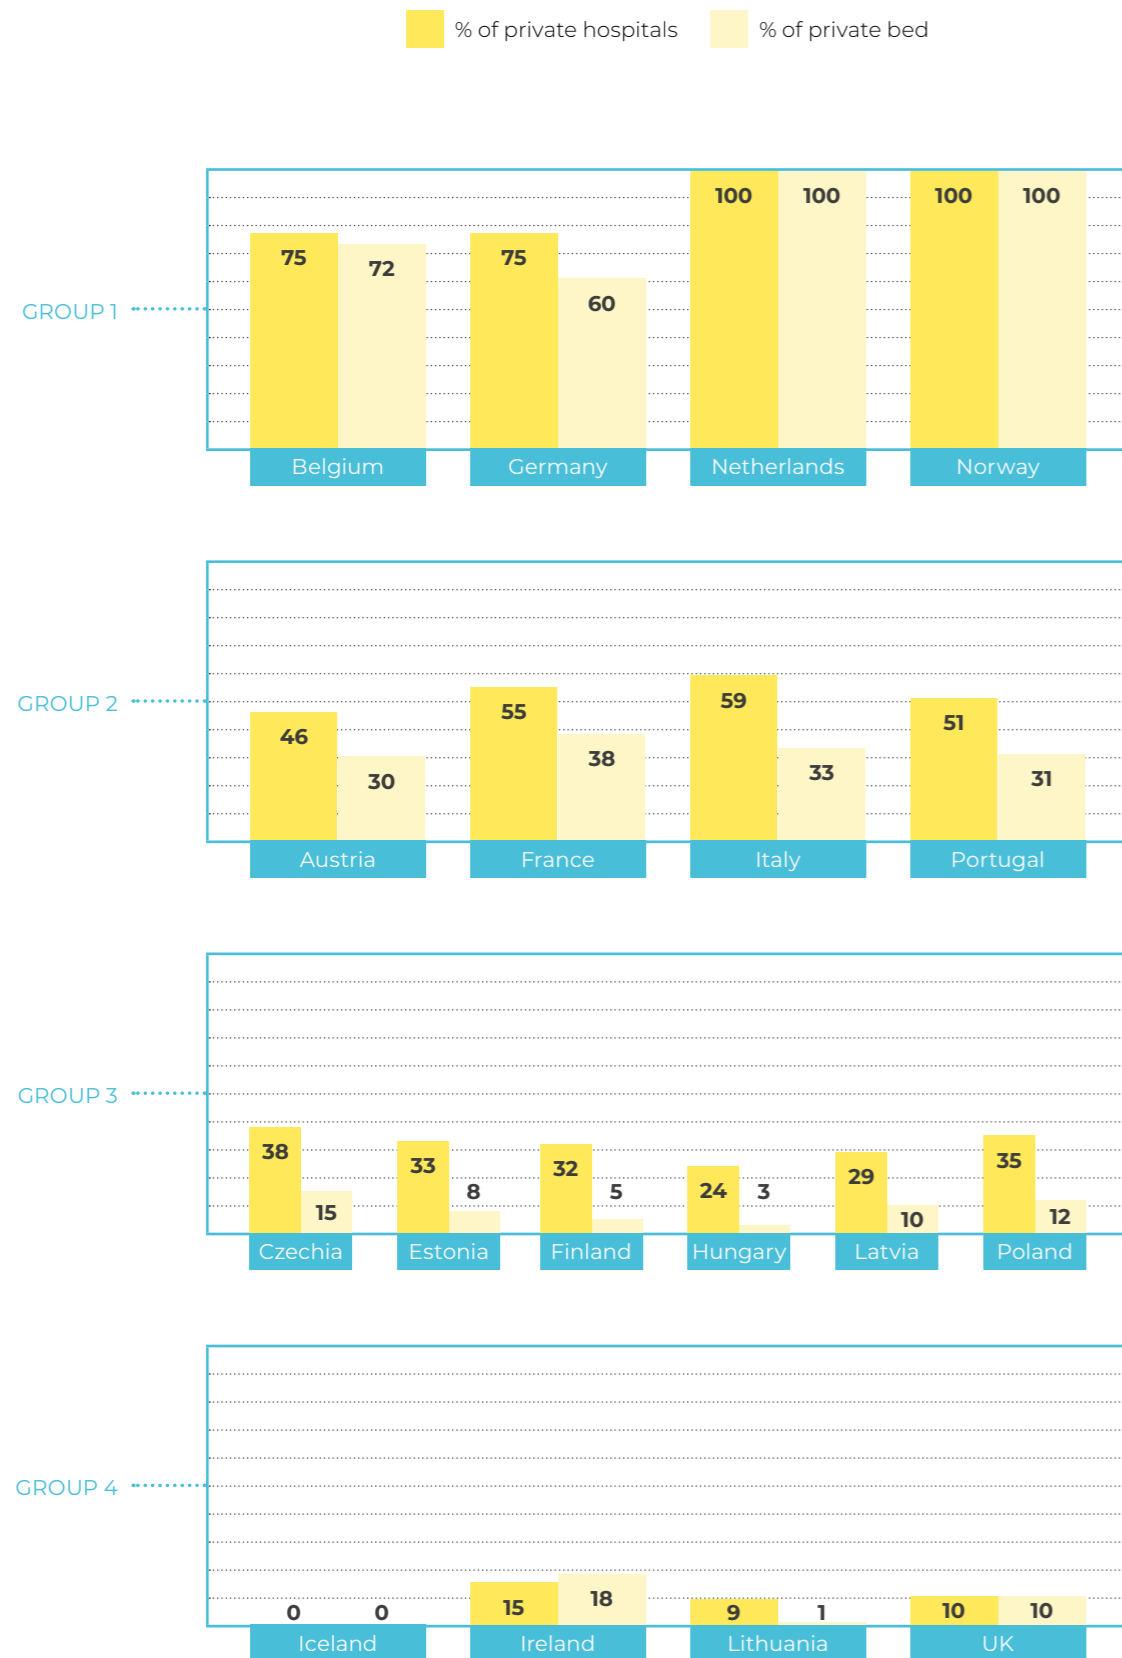 % of private hospitals % of private bed
100 100 100 100
75 72 75 60
GROUP 1
Belgium Germany Netherlands Norway
46 30 55 38 59 33 51 31
GROUP 2
Austria France Italy Portugal
GROUP 3
38 15 33 8 32 5 24 3 29 10 35 12
Czechia Estonia Finland Hungary Latvia Poland
GROUP 4
0 0 15 18 9 1 10 10
Iceland Ireland Lithuania UK